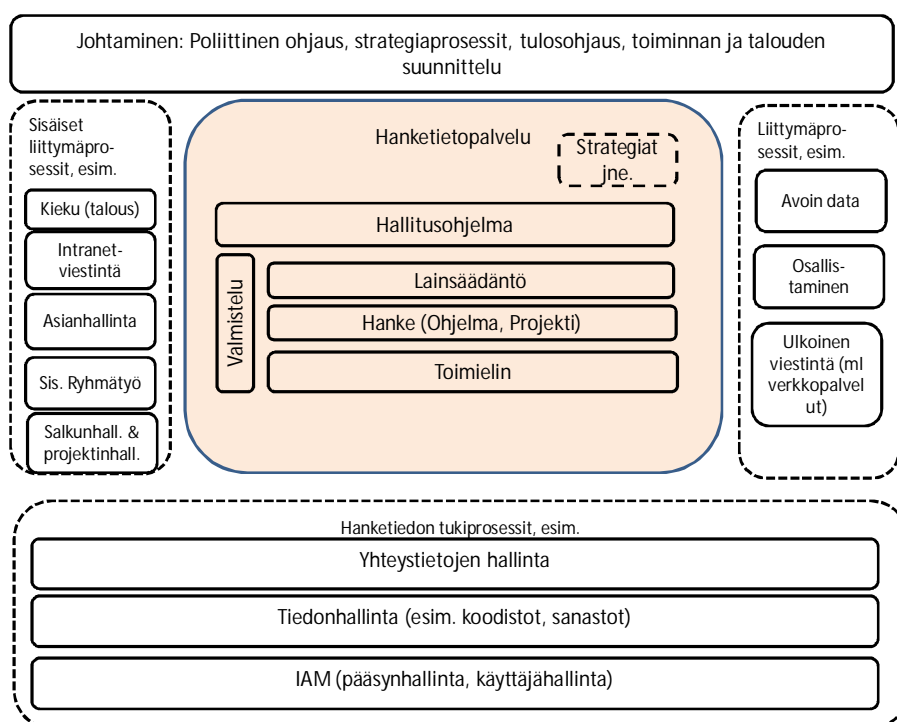 Johtaminen: Poliittinen ohjaus, strategiaprosessit, tulosohjaus, toiminnan ja talouden
suunnittelu
Sisäiset
liittymäpro-
sessit, esim.
Kieku (talous)
Intranet-
viestintä
Asianhallinta
Sis. Ryhmätyö
Salkunhall. &
projektinhall.
Hanketietopalvelu
Strategiat
jne.
Hallitusohjelma
Valmistelu
Lainsäädäntö
Hanke (Ohjelma, Projekti)
Toimielin
Liittymäpro-
sessit, esim.
Avoin data
Osallis-
taminen
Ulkoinen
viestintä (ml
verkkopalvel
ut)
Hanketiedon tukiprosessit, esim.
Yhteystietojen hallinta
Tiedonhallinta (esim. koodistot, sanastot)
IAM (pääsynhallinta, käyttäjähallinta)